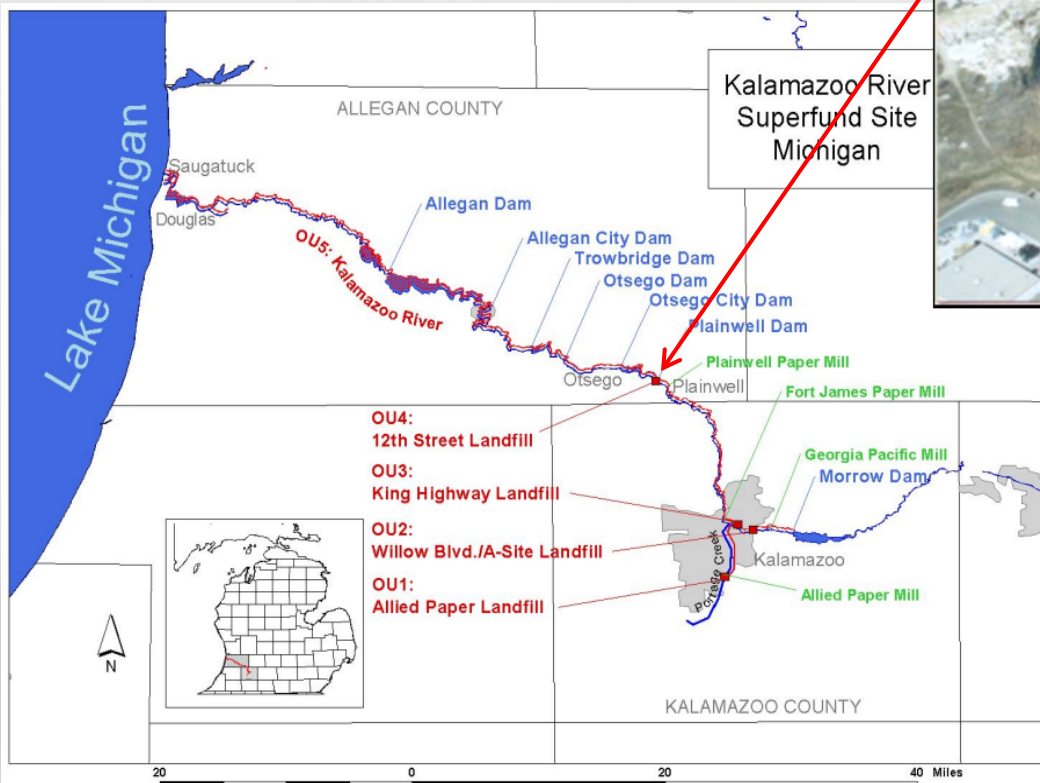 Kalamazoo River
Superfund Site
Michigan
ALLEGAN COUNTY
Lake Michigan
Saugatuck
Douglas
Allegan Dam
Allegan City Dam
Trowbridge Dam
Otsego Dam
Otsego City Dam
Plainwell Dam
OU5: Kalamazoo River
Otsego
Plainwell
Plainwell Paper Mill
Fort James Paper Mill
Georgia Pacific Mill
Morrow Dam
OU4:
12th Street Landfill
OU3:
King Highway Landfill
OU2:
Willow Blvd./A-Site Landfill
OU1:
Allied Paper Landfill
Portage Creek
Kalamazoo
Allied Paper Mill
N
KALAMAZOO COUNTY
20 0 20 40 Miles